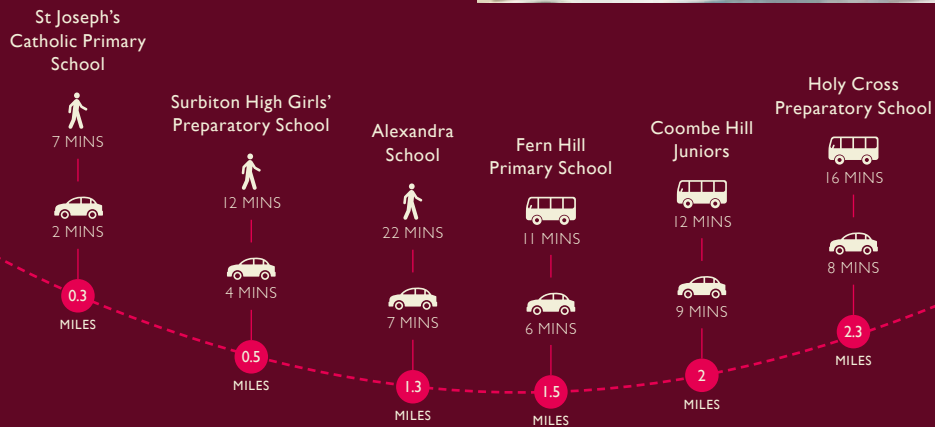 St Joseph's
Catholic Primary
School
7 MINS
2 MINS
0.3
MILES
Surbiton High Girls'
Preparatory School
12 MINS
4 MINS
0.5
MILES
Alexandra
School
22 MINS
7 MINS
1.3
MILES
Fern Hill
Primary School
11 MINS
6 MINS
1.5
MILES
Coombe Hill
Juniors
12 MINS
9 MINS
2
MILES
Holy Cross
Preparatory School
16 MINS
8 MINS
2.3
MILES